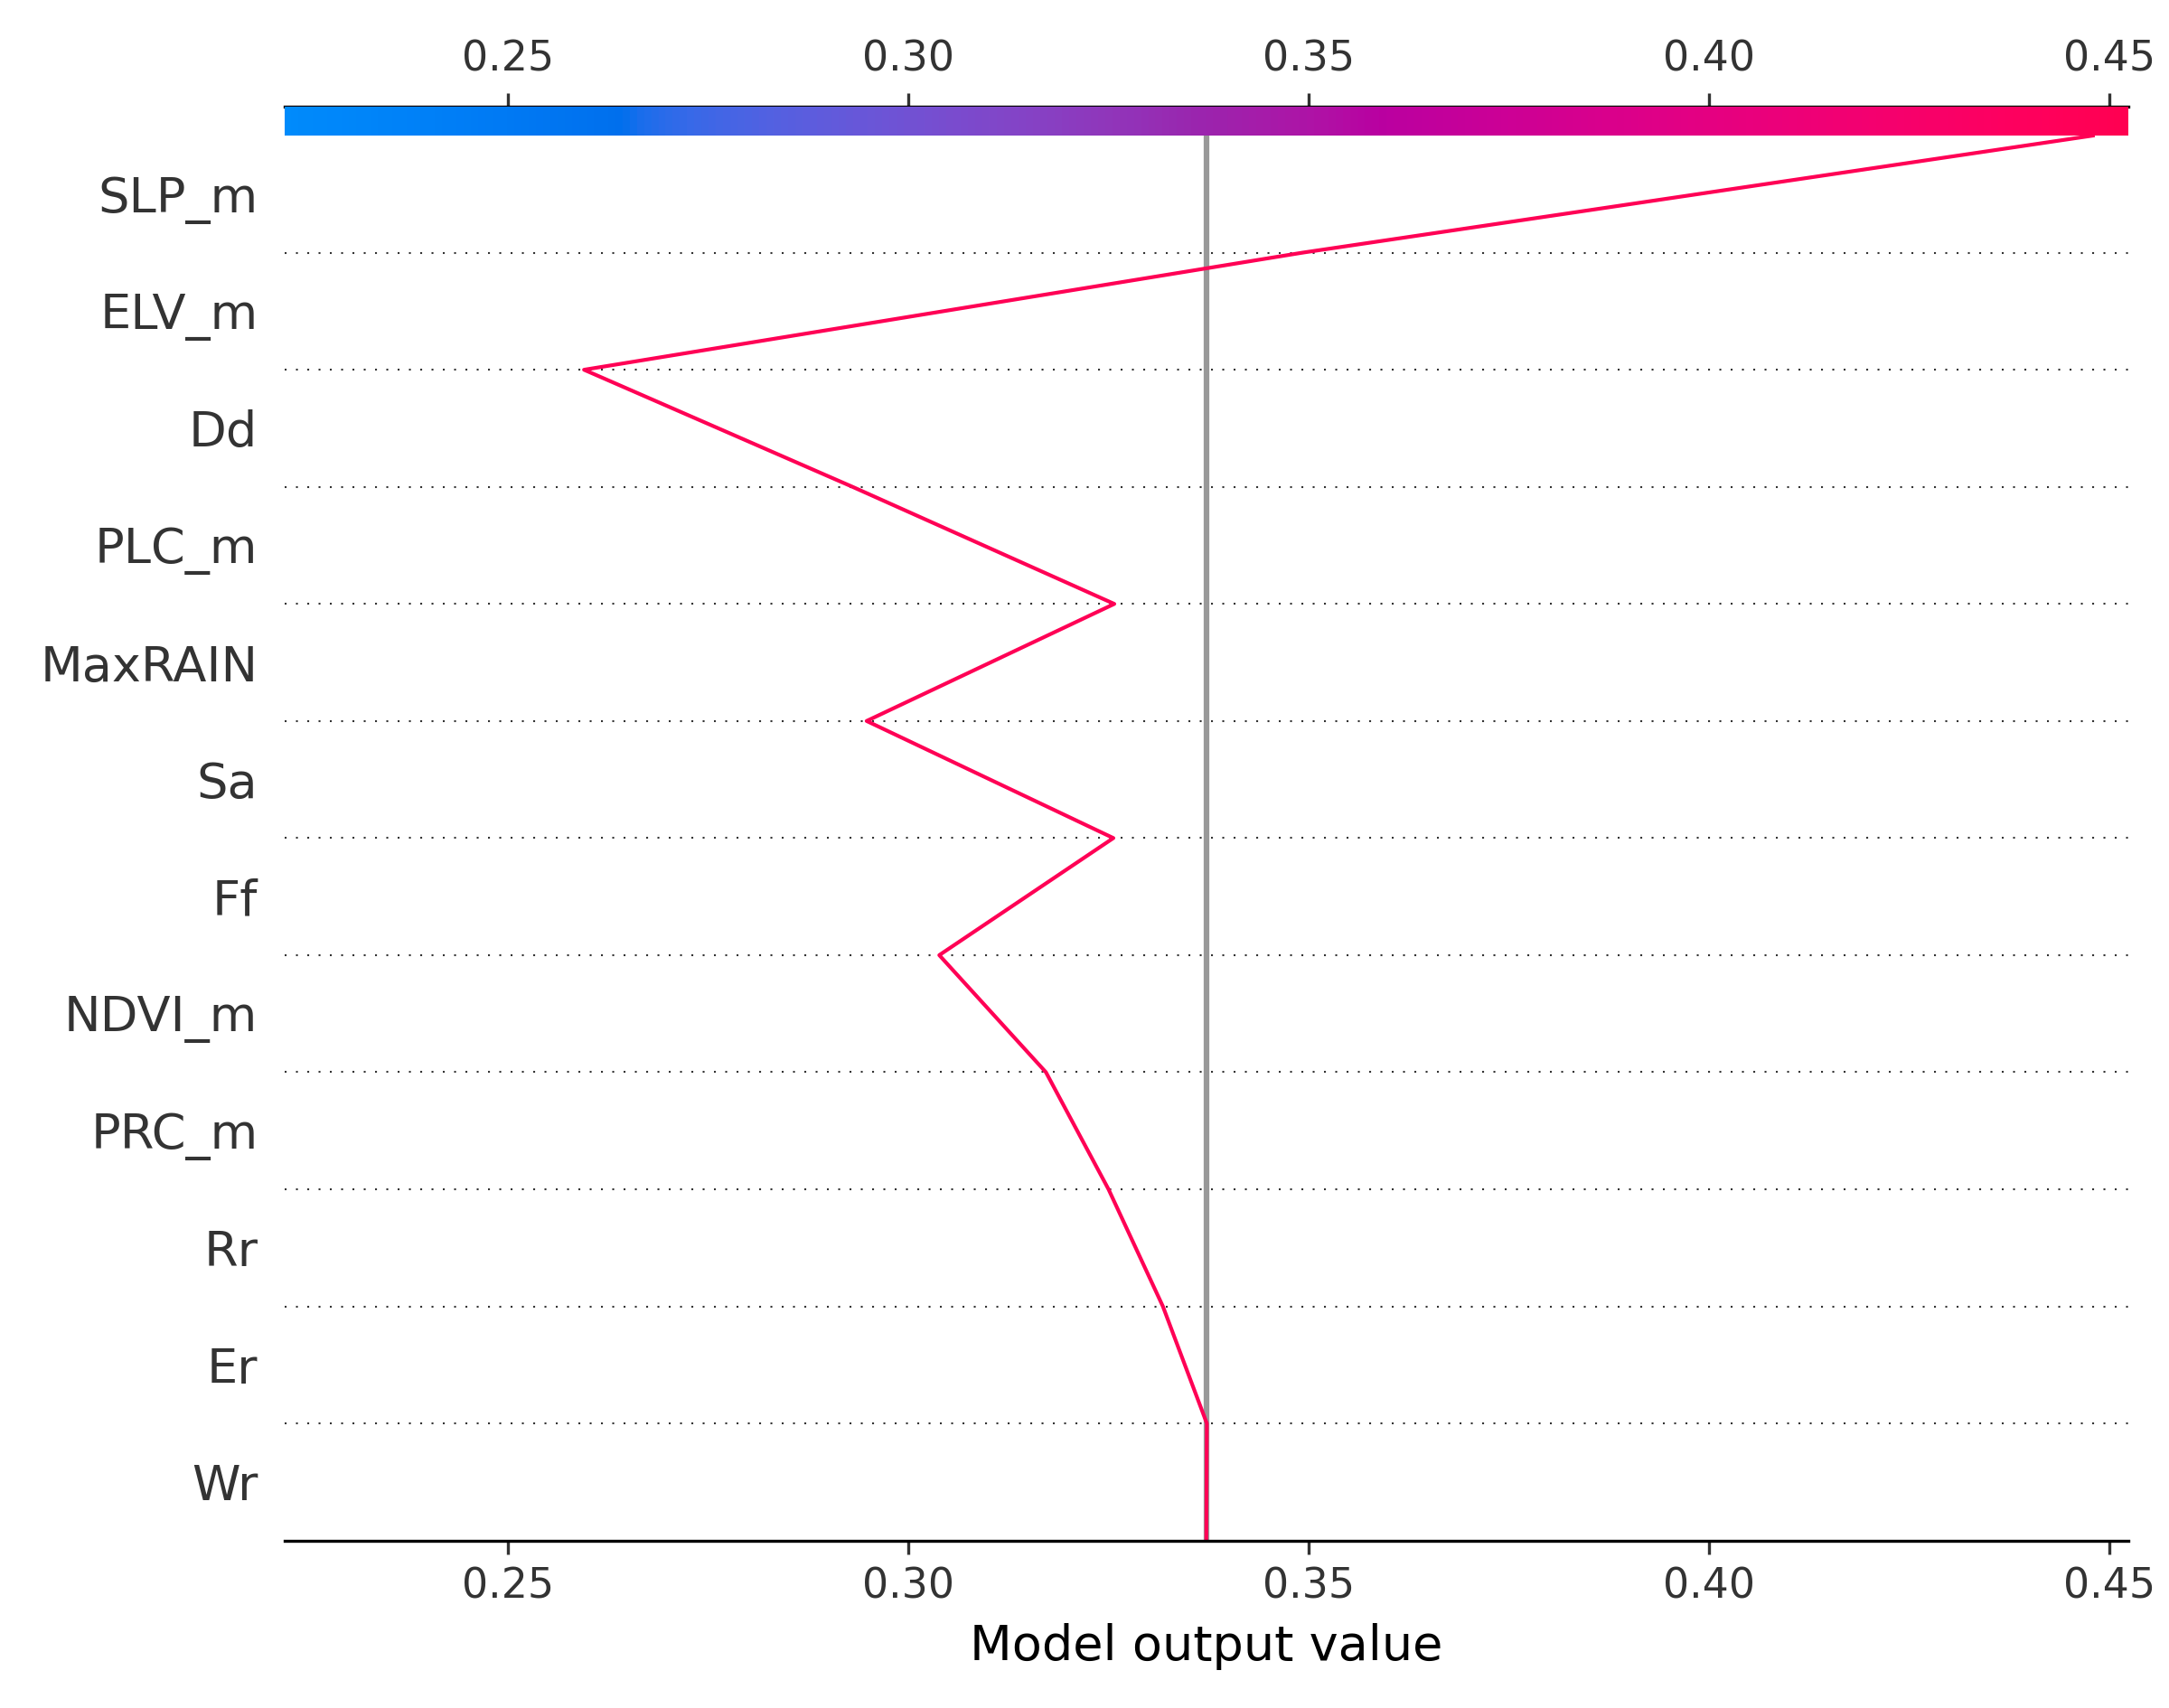 0.25 0.30 0.35 0.40 0.45
SLP_m
ELV_m
Dd
PLC_m
MaxRAIN
Sa
Ff
NDVI_m
PRC_m
Rr
Er
Wr
0.25 0.30 0.35 0.40 0.45
Model output value